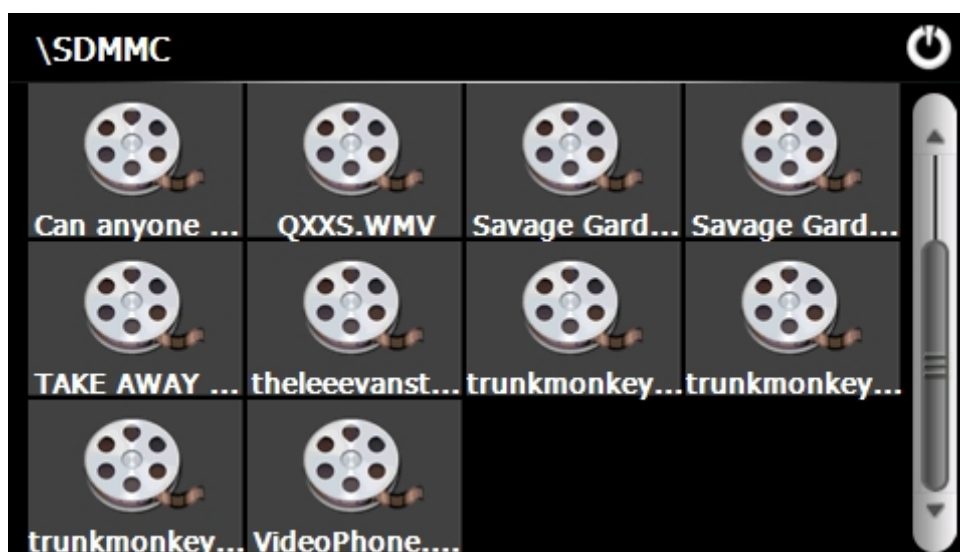 \SDMMC
Can anyone ...
QXXS.WMV
Savage Gard...
Savage Gard...
TAKE AWAY ...
theleeevanst...
trunkmonkey...
trunkmonkey...
trunkmonkey...
VideoPhone....